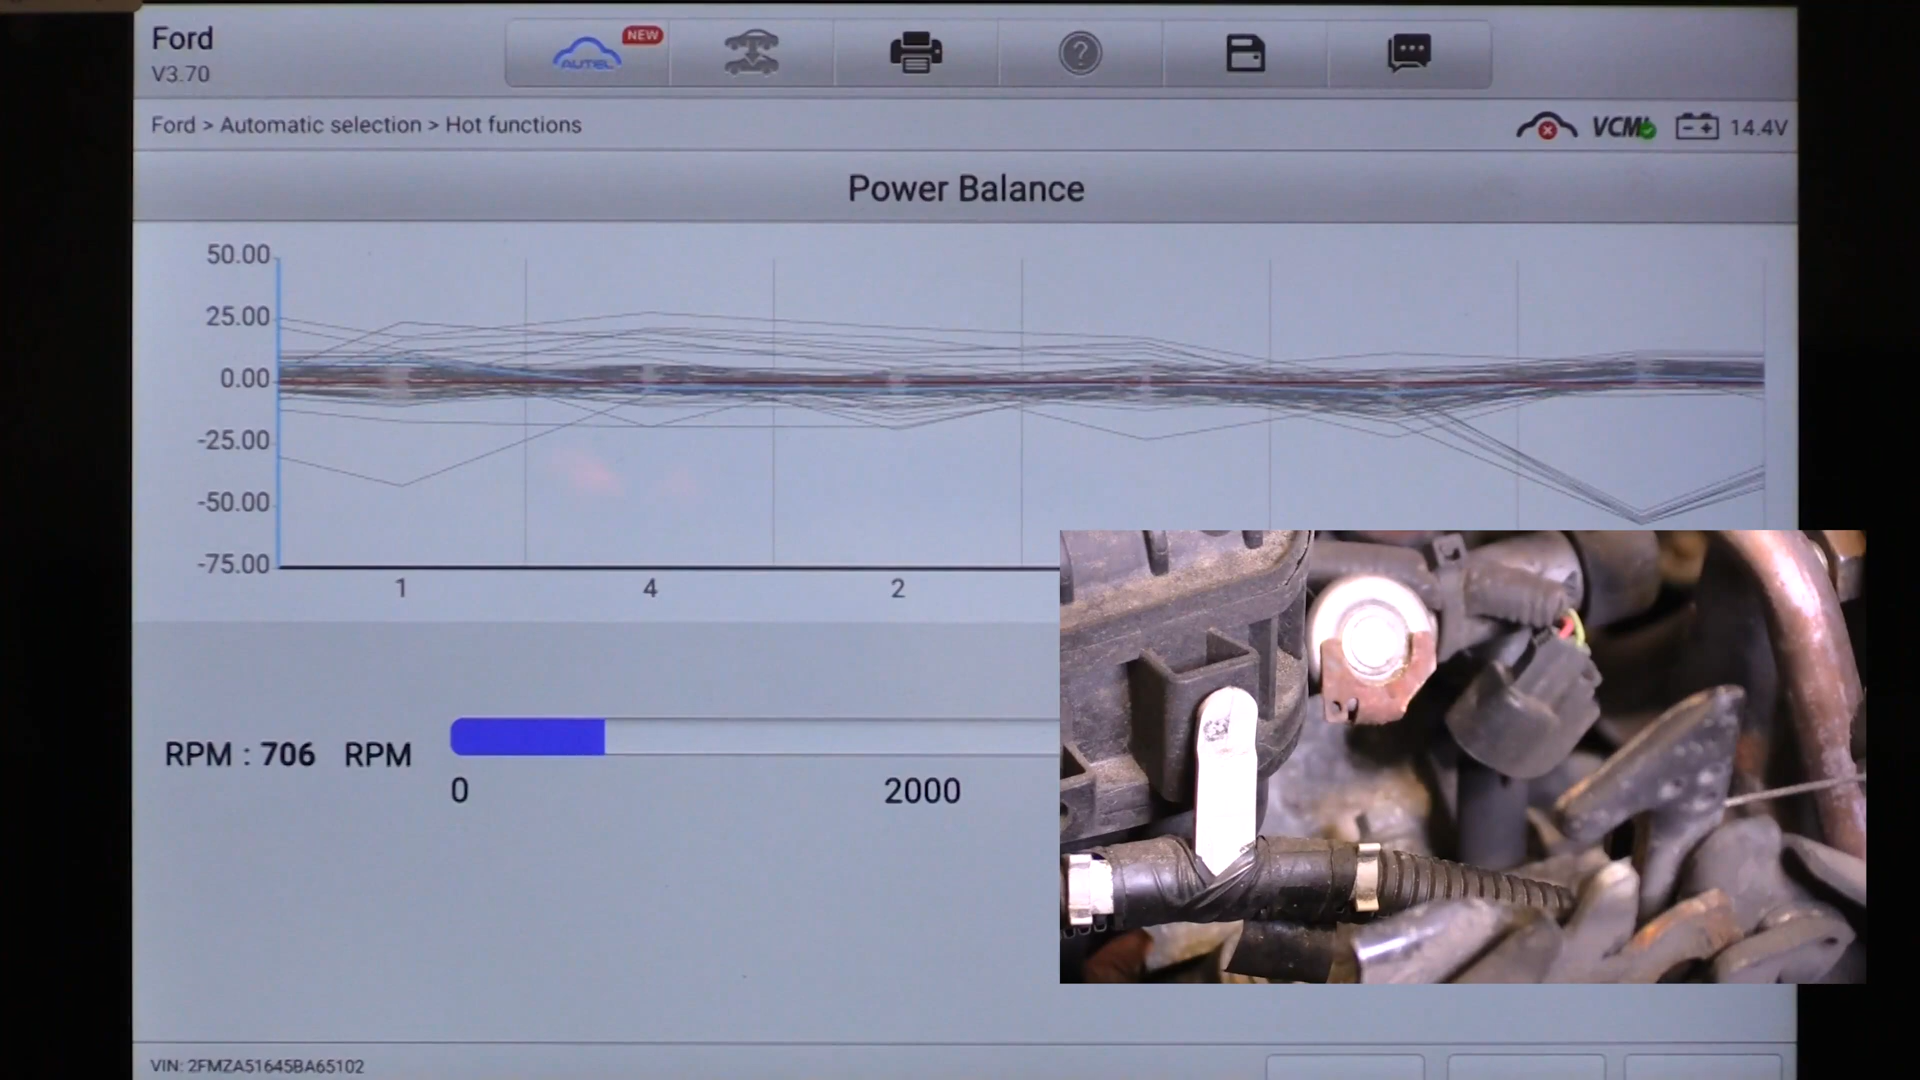 Ford
V3.70
AUTEL
NEW
?
Ford > Automatic selection > Hot functions
VCMI
14.4V
Power Balance
50.00
25.00
0.00
-25.00
-50.00
-75.00
1
4
2
RPM : 706 RPM
0
2000
VIN: 2FMZA51645BA65102